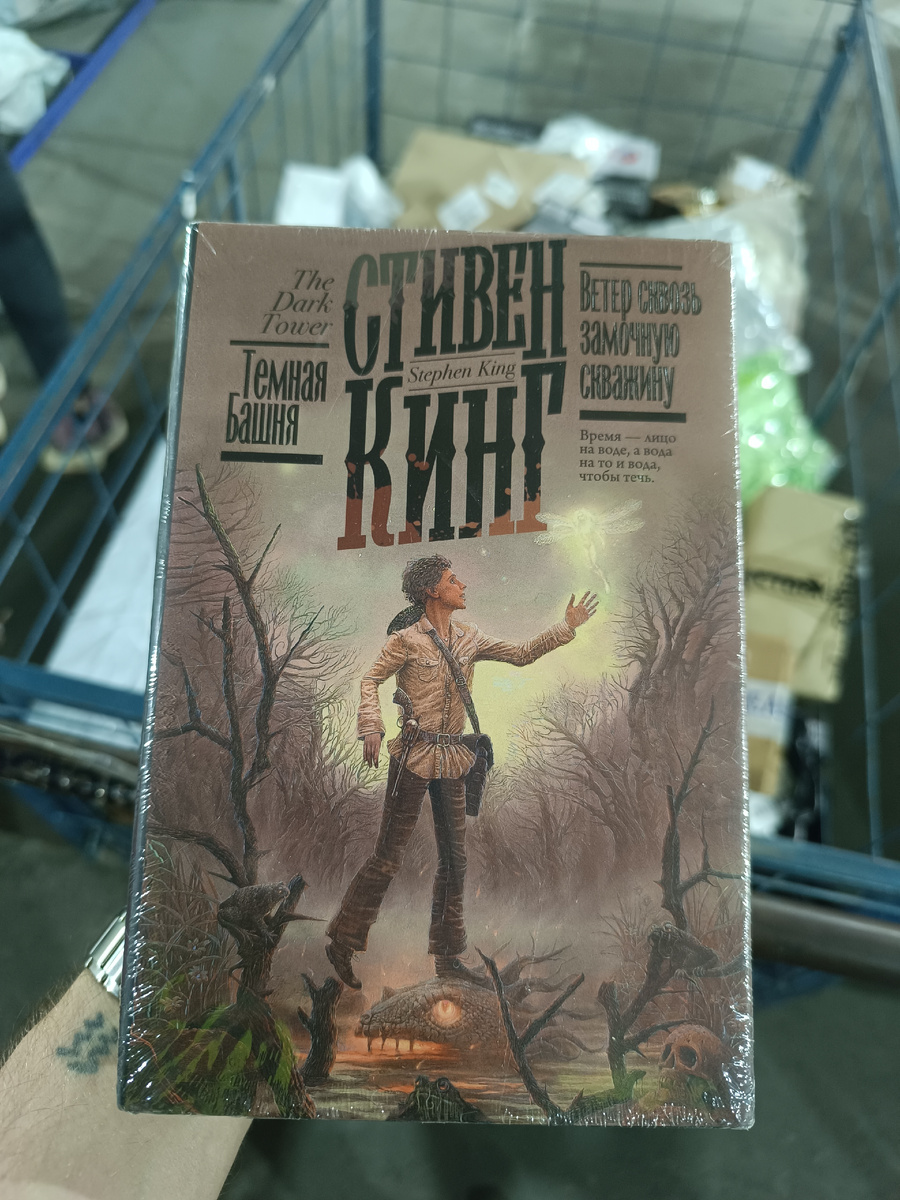 The
Dark
Tower
Темная
Башня
СТИВЕН
Stephen King
КИНГ
Ветер сквозь
замочную
скважину
Время — лицо
на воде, а вода
на то и вода,
чтобы течь.